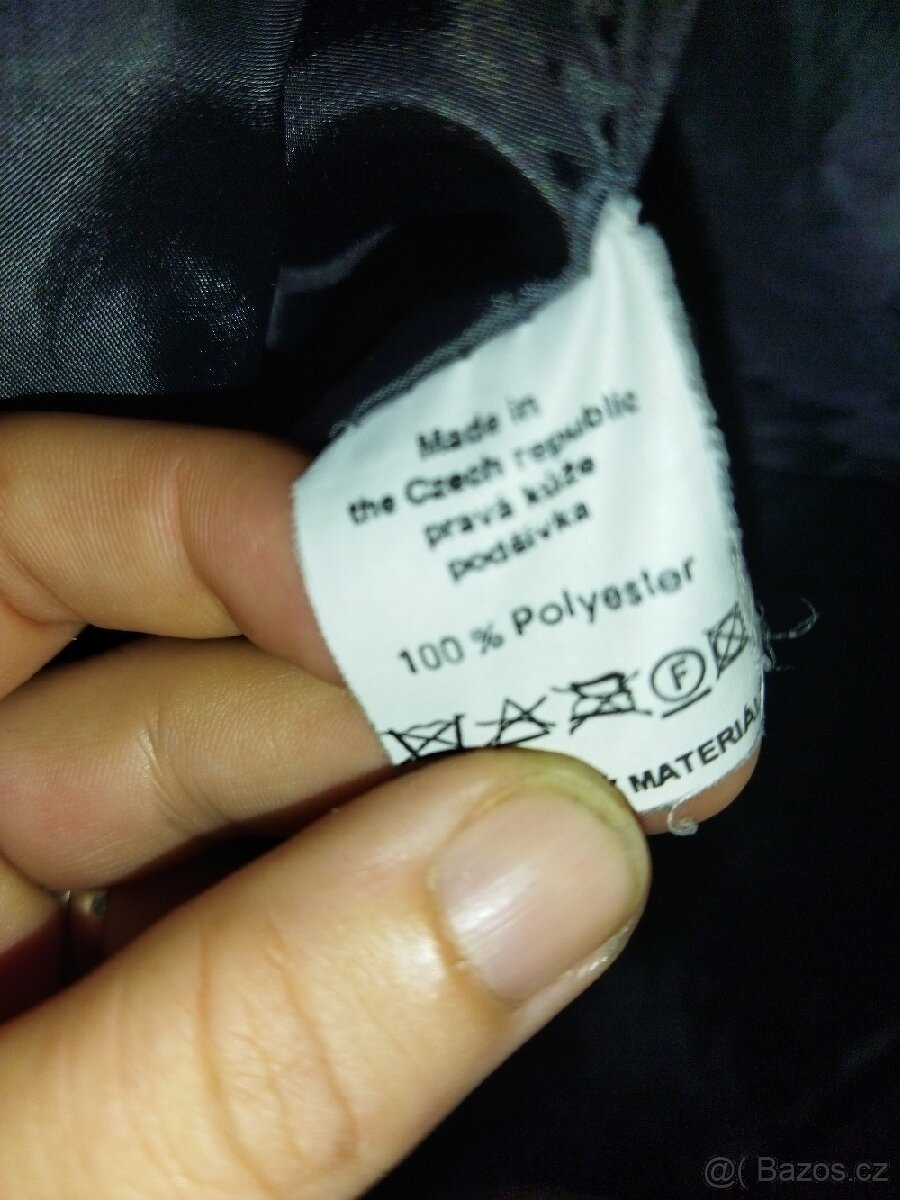 Made in
the Czech republic
pravá kůže
podšívka
100 % Polyester
F
MATERIAL
@( Bazos.cz